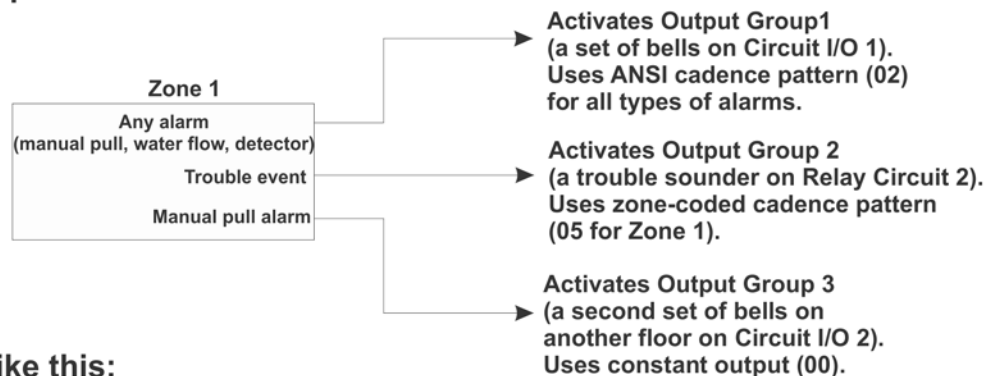 Zone 1
Any alarm
(manual pull, water flow, detector)
Trouble event
Manual pull alarm
Activates Output Group1
(a set of bells on Circuit I/O 1).
Uses ANSI cadence pattern (02)
for all types of alarms.
Activates Output Group 2
(a trouble sounder on Relay Circuit 2).
Uses zone-coded cadence pattern
(05 for Zone 1).
Activates Output Group 3
(a second set of bells on
another floor on Circuit I/O 2).
Uses constant output (00).
this: